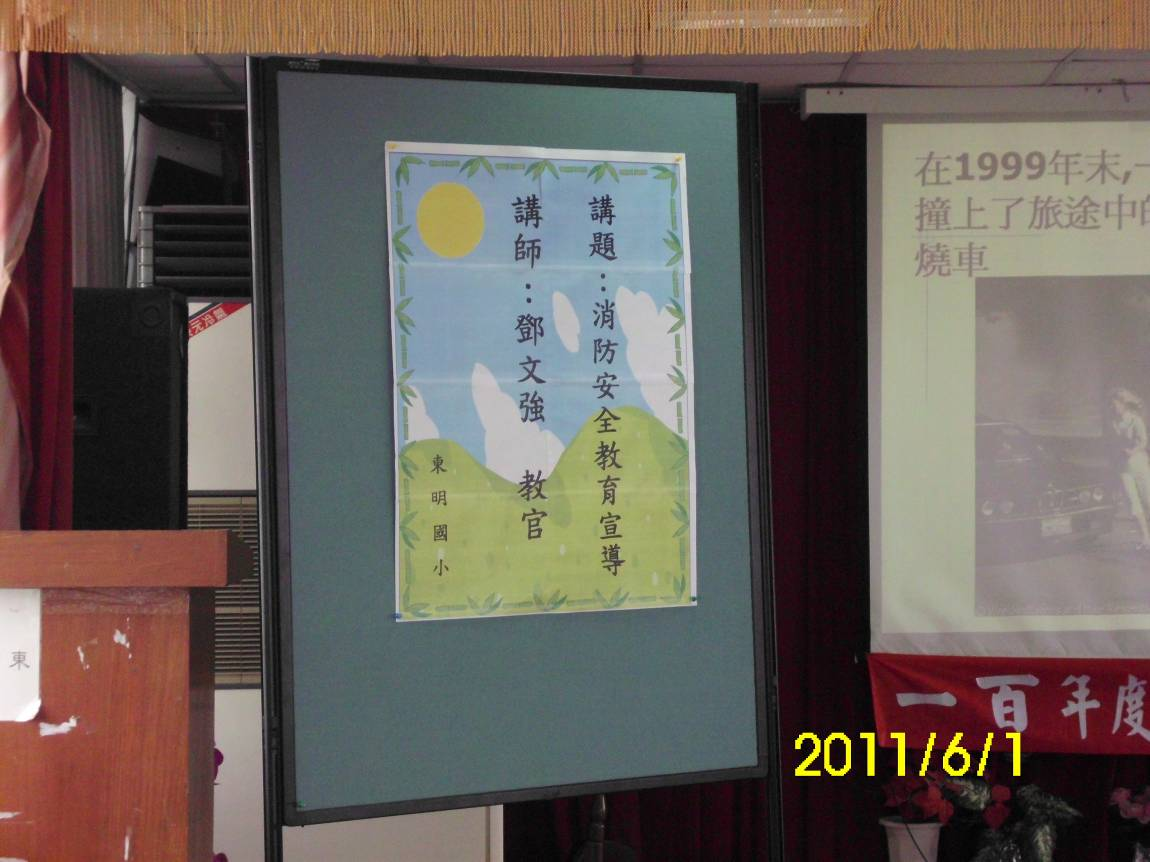 講題：消防安全教育宣導
講師：鄧文強 教官
東明國小
在1999年末,一
撞上了旅途中的
燒車
一百年度
東
2011/6/1